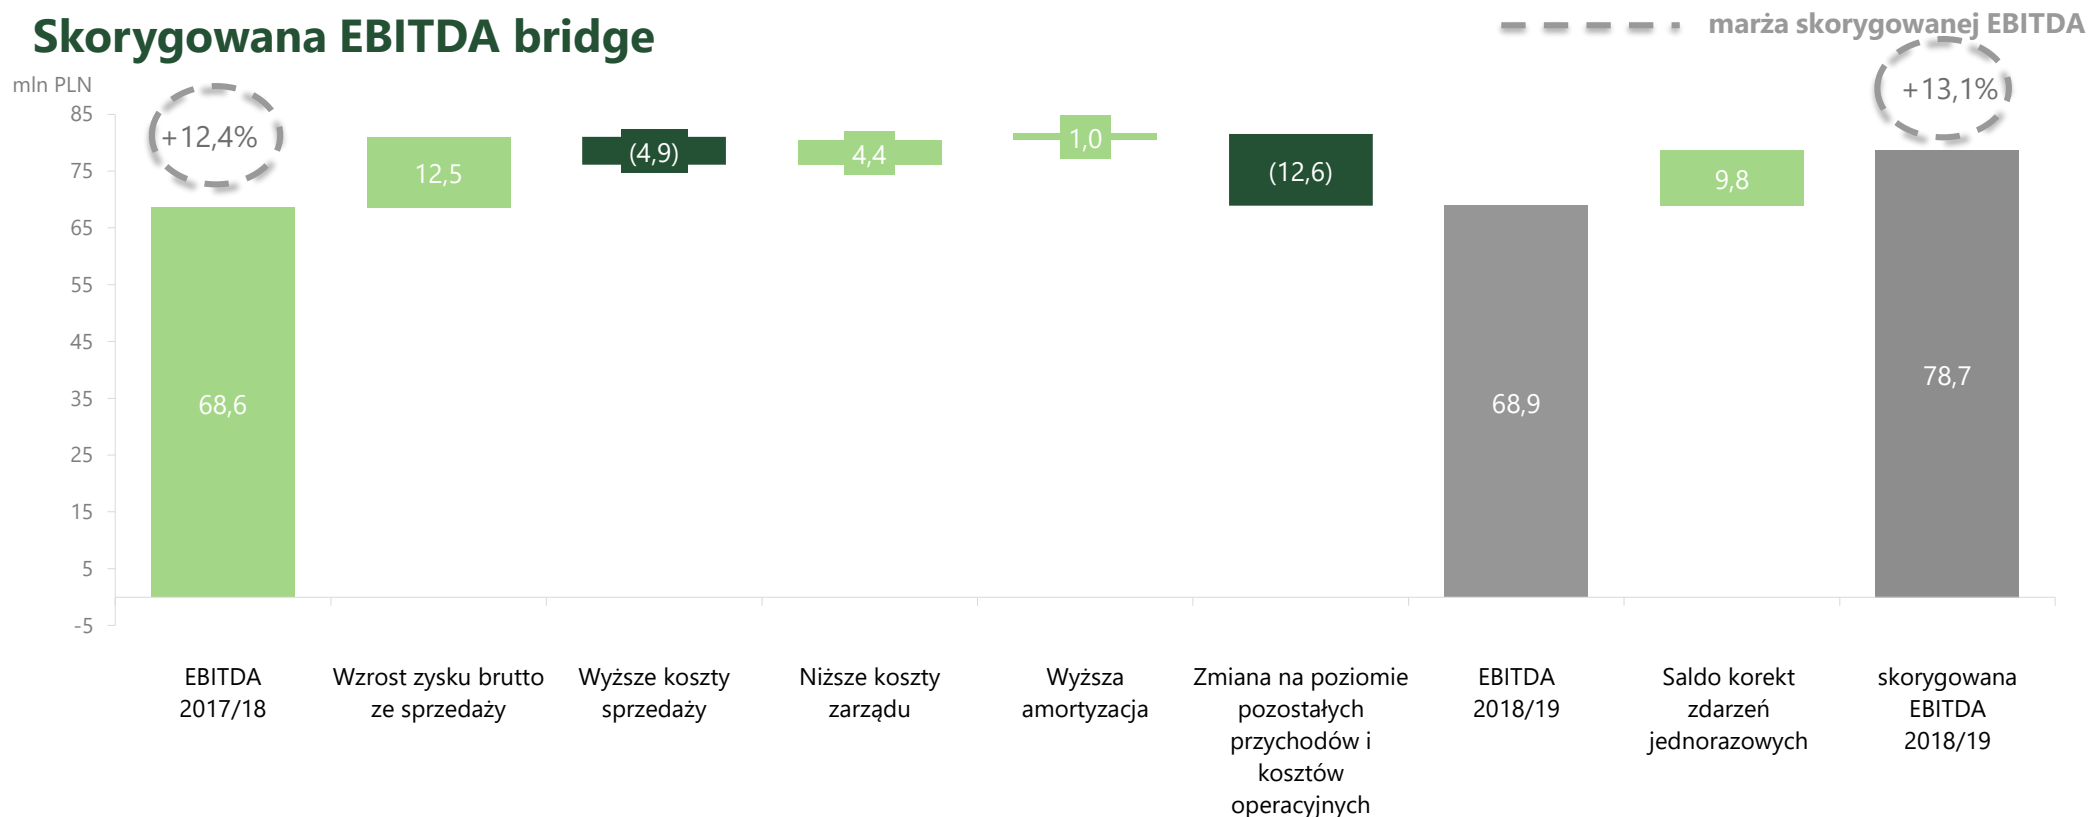 Skorygowana EBITDA bridge
marża skorygowanej EBITDA
mln PLN
+12,4%
+13,1%
85
75
65
55
45
35
25
15
5
-5
68,6
12,5
(4,9)
4,4
1,0
(12,6)
68,9
9,8
78,7
EBITDA
2017/18
Wzrost zysku brutto
ze sprzedaży
Wyższe koszty
sprzedaży
Niższe koszty
zarządu
Wyższa
amortyzacja
Zmiana na poziomie
pozostałych
przychodów i
kosztów
operacyjnych
EBITDA
2018/19
Saldo korekt
zdarzeń
jednorazowych
skorygowana
EBITDA
2018/19